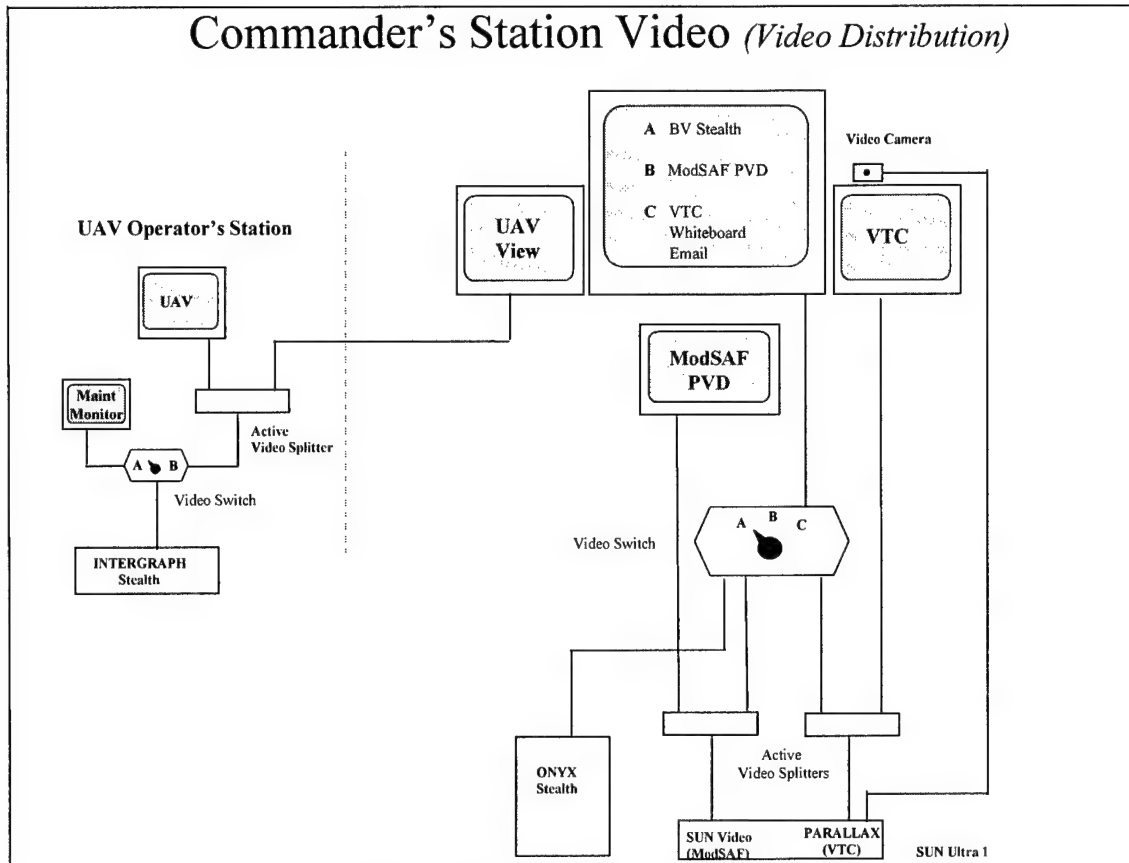 Commander's Station Video (Video Distribution)
A BV Stealth
B ModSAF PVD
C VTC
Whiteboard
Email
Video Camera
UAV
View
VTC
UAV Operator's Station
UAV
ModSAF
PVD
Maint
Monitor
Active
Video Splitter
A B
Video Switch
INTERGRAPH
Stealth
A B C
Video Switch
ONYX
Stealth
Active
Video Splitters
SUN Video
(ModSAF)
PARALLAX
(VTC)
SUN Ultra 1